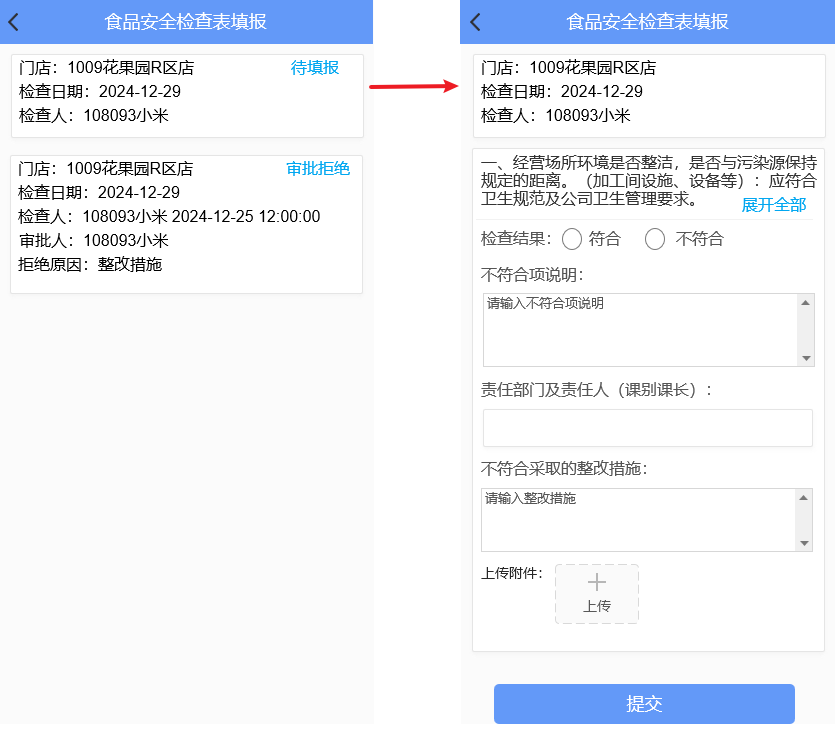 食品安全检查表填报
门店：1009花果园R区店
待填报
检查日期：2024-12-29
检查人：108093小米
门店：1009花果园R区店
审批拒绝
检查日期：2024-12-29
检查人：108093小米 2024-12-25 12:00:00
审批人：108093小米
拒绝原因：整改措施
食品安全检查表填报
门店：1009花果园R区店
检查日期：2024-12-29
检查人：108093小米
一、经营场所环境是否整洁，是否与污染源保持
规定的距离。（加工间设施、设备等）：应符合
卫生规范及公司卫生管理要求。
展开全部
检查结果：
符合
不符合
不符合项说明：
请输入不符合项说明
责任部门及责任人（课别课长）：
不符合采取的整改措施：
请输入整改措施
上传附件：
上传
提交